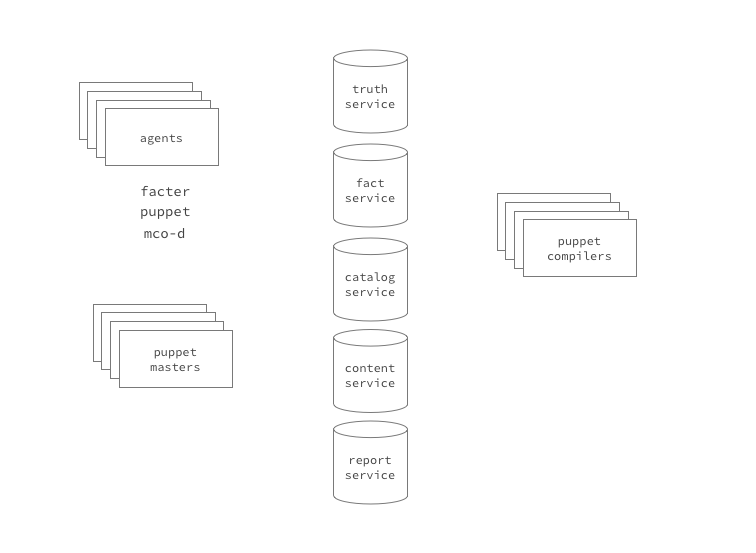 agents
facter
puppet
mco-d
puppet
masters
truth
service
fact
service
catalog
service
content
service
report
service
puppet
compilers